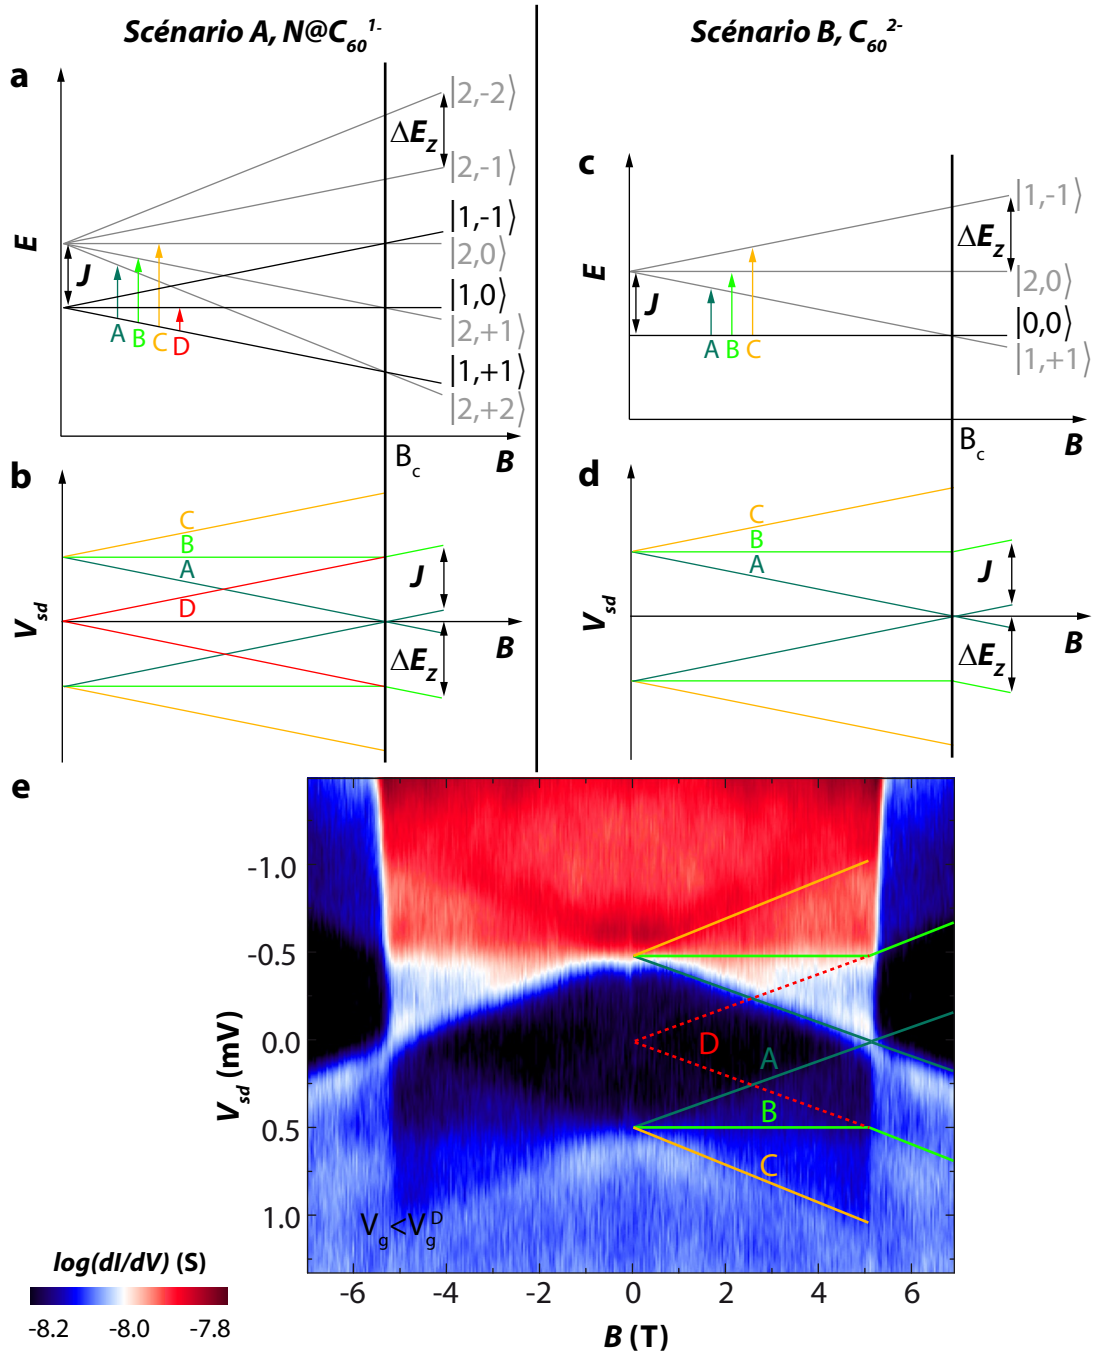 Scénario A, N@C60 1-
Scénario B, C60 2-
a
E
J
A
B
C
D
ΔEz
|2,-2⟩
|2,-1⟩
|1,-1⟩
|2,0⟩
|1,0⟩
|2,+1⟩
|1,+1⟩
|2,+2⟩
Bc
B
c
E
J
A
B
C
ΔEz
|1,-1⟩
|2,0⟩
|0,0⟩
|1,+1⟩
Bc
B
b
Vsd
C
B
A
D
J
ΔEz
B
d
Vsd
C
B
A
J
ΔEz
B
e
-1.0
-0.5
0.0
0.5
1.0
Vsd (mV)
D
A
B
C
Vg<Vg^D
-6
-4
-2
0
2
4
6
B (T)
log(dI/dV) (S)
-8.2
-8.0
-7.8